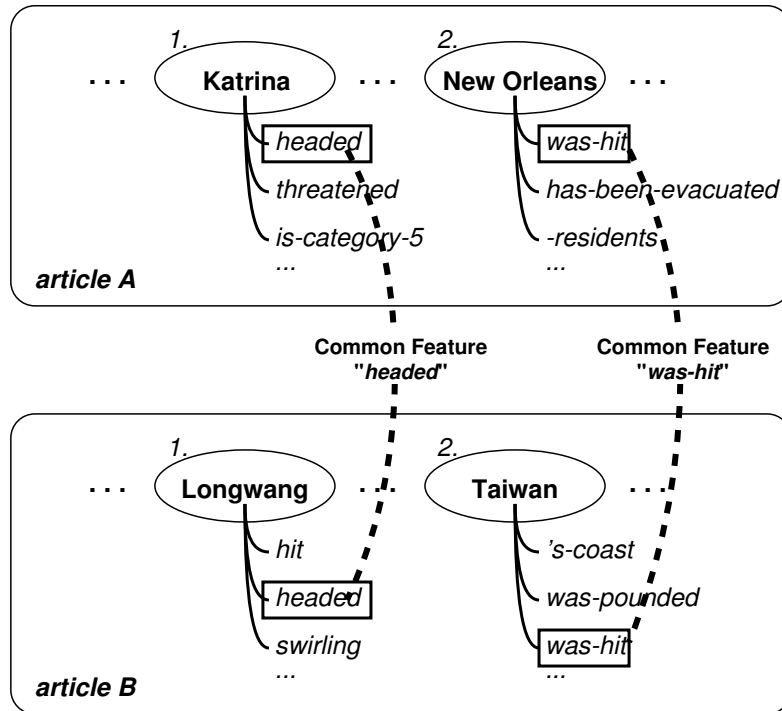 1. 2.
... Katrina ... New Orleans ...
headed was-hit
threatened has-been-evacuated
is-category-5 -residents
... ...
article A
Common Feature Common Feature
"headed" "was-hit"
1. 2.
... Longwang ... Taiwan ...
hit 's-coast
headed was-pounded
swirling was-hit
... ...
article B